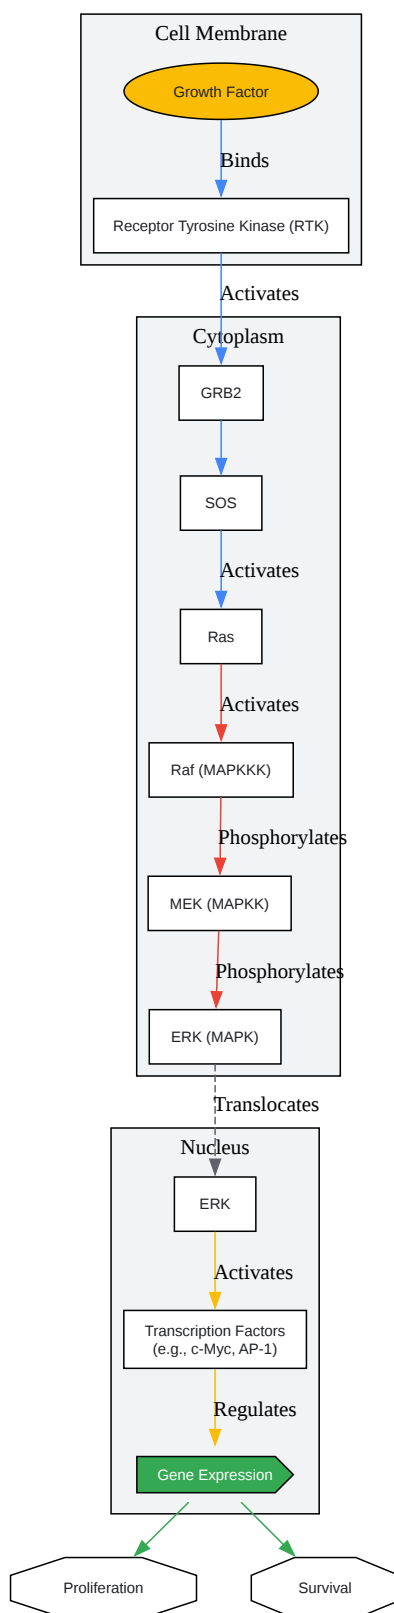 Cell Membrane
Growth Factor
Binds
Receptor Tyrosine Kinase (RTK)
Activates
Cytoplasm
GRB2
SOS
Activates
Ras
Activates
Raf (MAPKKK)
Phosphorylates
MEK (MAPKK)
Phosphorylates
ERK (MAPK)
Translocates
Nucleus
ERK
Activates
Transcription Factors
(e.g., c-Myc, AP-1)
Regulates
Gene Expression
Proliferation
Survival